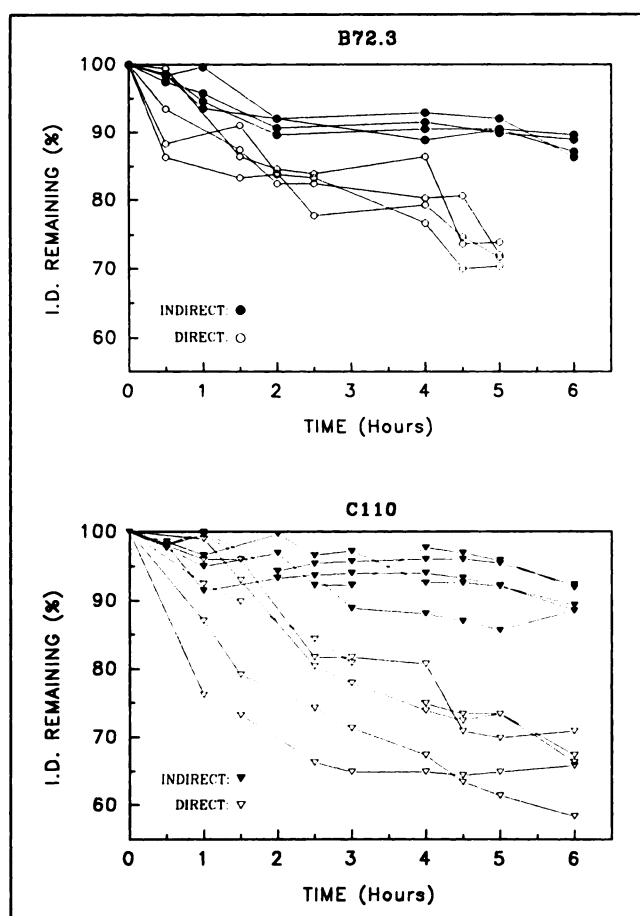 B72.3
100
90
80
70
60
I.D. REMAINING (%)
INDIRECT: ●
DIRECT: ○
0 1 2 3 4 5 6
TIME (Hours)
C110
100
90
80
70
60
I.D. REMAINING (%)
INDIRECT: ▼
DIRECT: ▽
0 1 2 3 4 5 6
TIME (Hours)